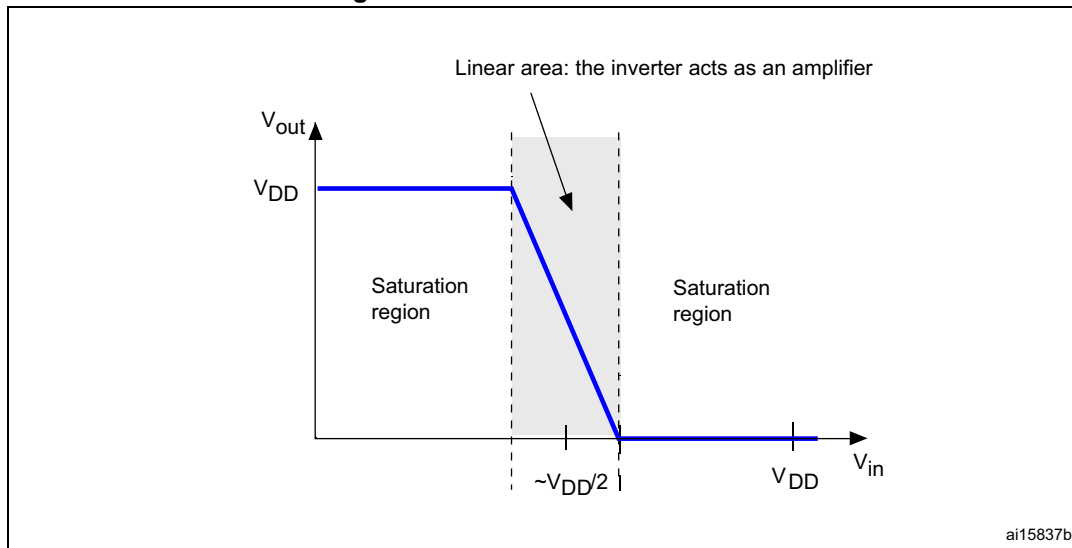 Linear area: the inverter acts as an amplifier
Vout
VDD
Saturation
region
Saturation
region
~VDD/2
VDD
Vin
ai15837b